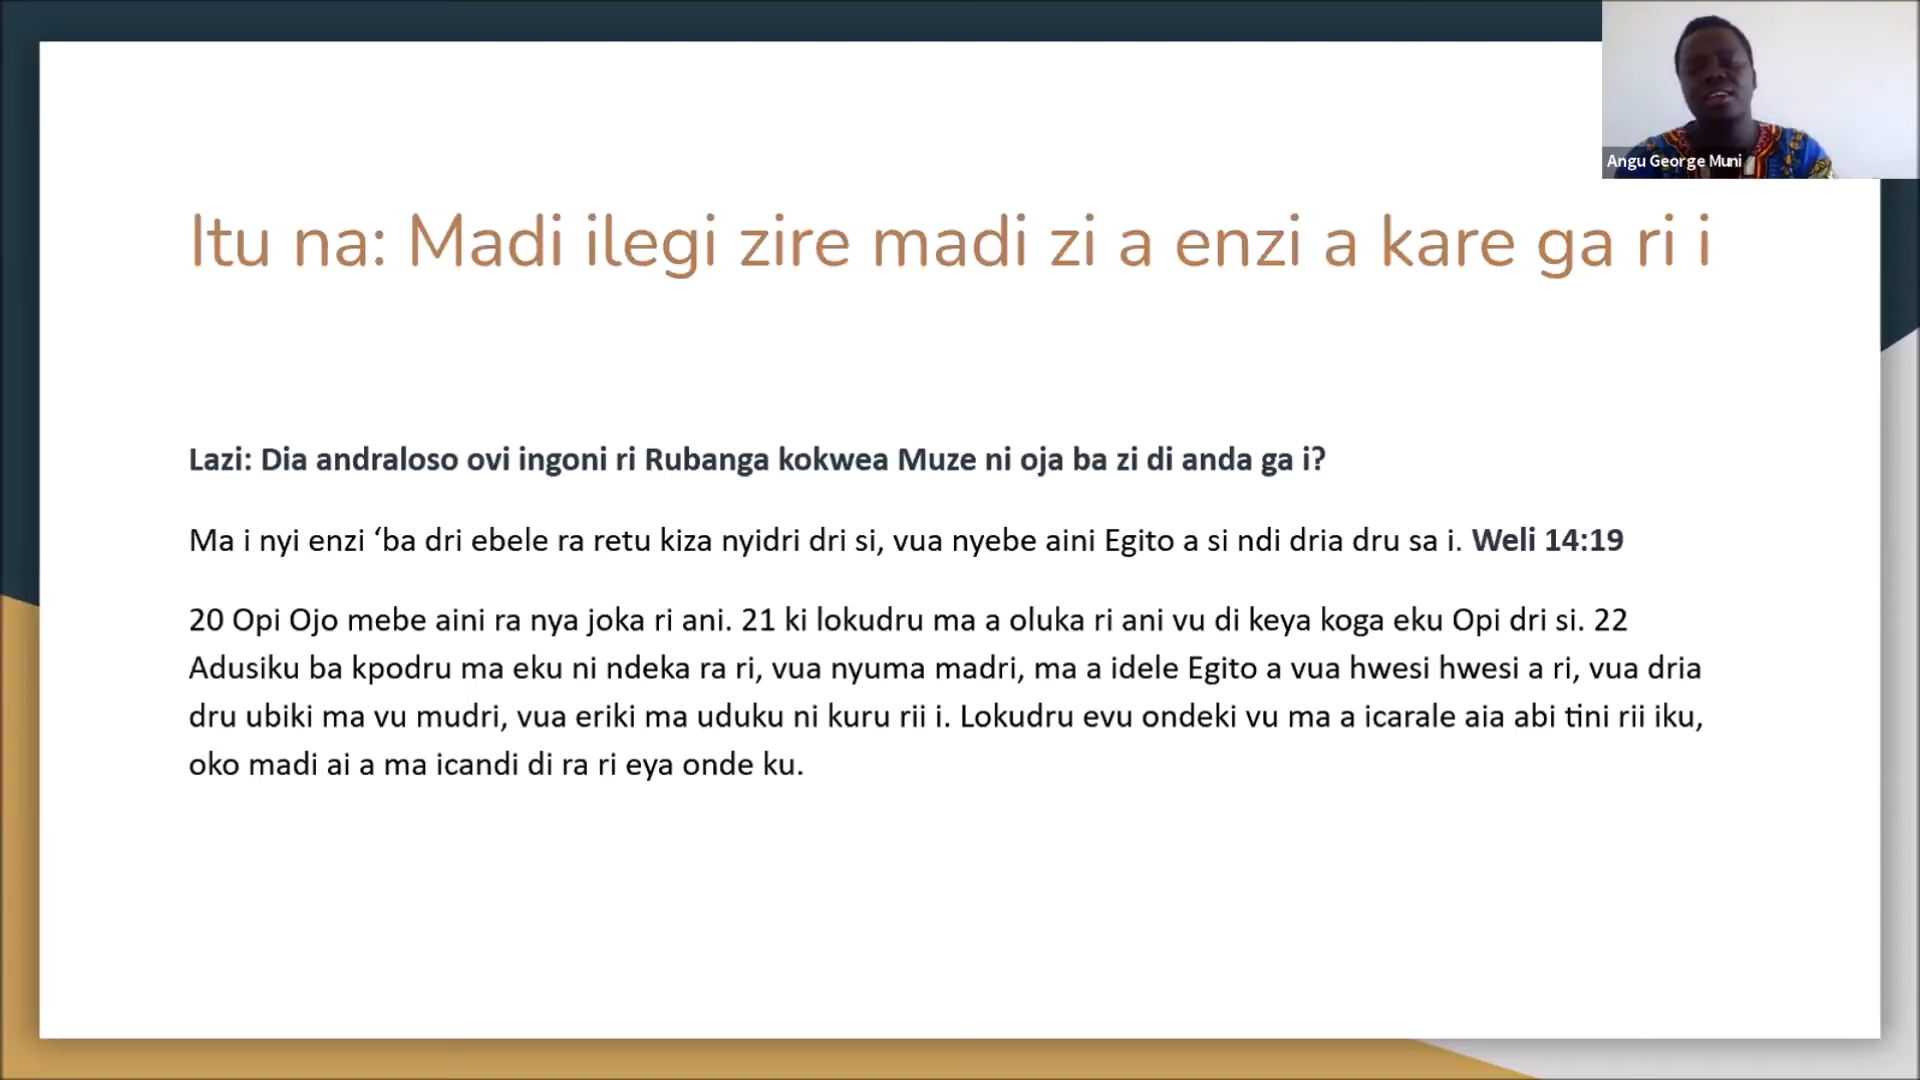 Angu George Muni
Itu na: Madi ilegi zire madi zi a enzi a kare ga ri i
Lazi: Dia andraloso ovi ingoni ri Rubanga kokwea Muze ni oja ba zi di anda ga i?
Ma i nyi enzi ‘ba dri ebele ra retu kiza nyidri dri si, vua nyebe aini Egito a si ndi dria dru sa i. Weli 14:19
20 Opi Ojo mebe aini ra nya joka ri ani. 21 ki lokudru ma a oluka ri ani vu di keya koga eku Opi dri si. 22
Adusiku ba kpodru ma eku ni ndeka ra ri, vua nyuma madri, ma a idele Egito a vua hwesi hwesi a ri, vua dria
dru ubiki ma vu mudri, vua eriki ma uduku ni kuru rii i. Lokudru evu ondeki vu ma a icarale aia abi tini rii iku,
oko madi ai a ma icandi di ra ri eya onde ku.